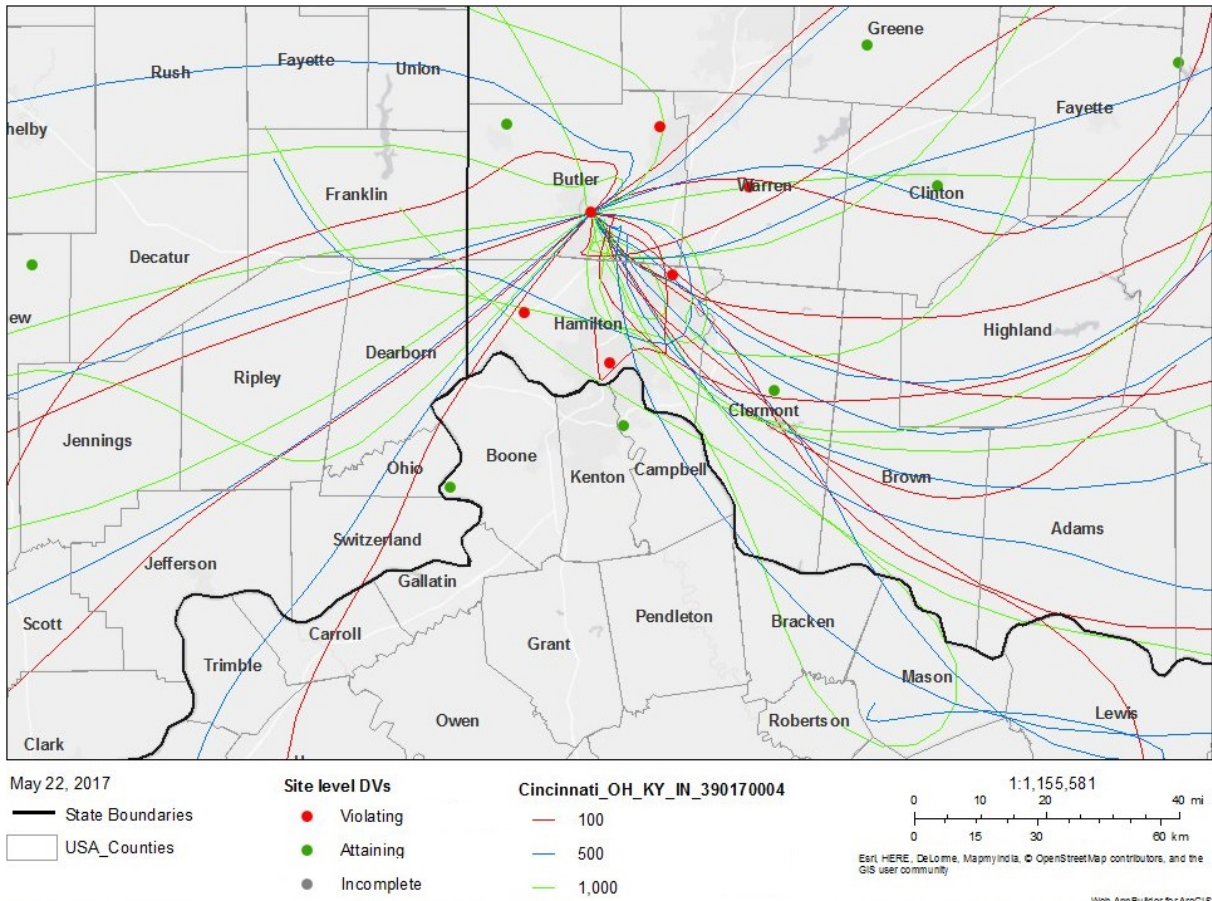 Greene
Fayette
Union
Rush
Fayette
helby
Butler
Warren
Clinton
Franklin
Decatur
ew
Hamilton
Highland
Dearborn
Ripley
Clermont
Jennings
Ohio
Boone
Kenton
Campbell
Brown
Adams
Switzerland
Jefferson
Gallatin
Scott
Carroll
Grant
Pendleton
Bracken
Trimble
Mason
Owen
Robertson
Lewis
Clark
May 22, 2017
State Boundaries
USA_Counties
Site level DVs
Violating
Attaining
Incomplete
Cincinnati_OH_KY_IN_390170004
100
500
1,000
1:1,155,581
0 10 20 40 mi
0 15 30 60 km
Esri, HERE, DeLorme, MapmyIndia, © OpenStreetMap contributors, and the
GIS user community
Web AppBuilder for ArcGIS